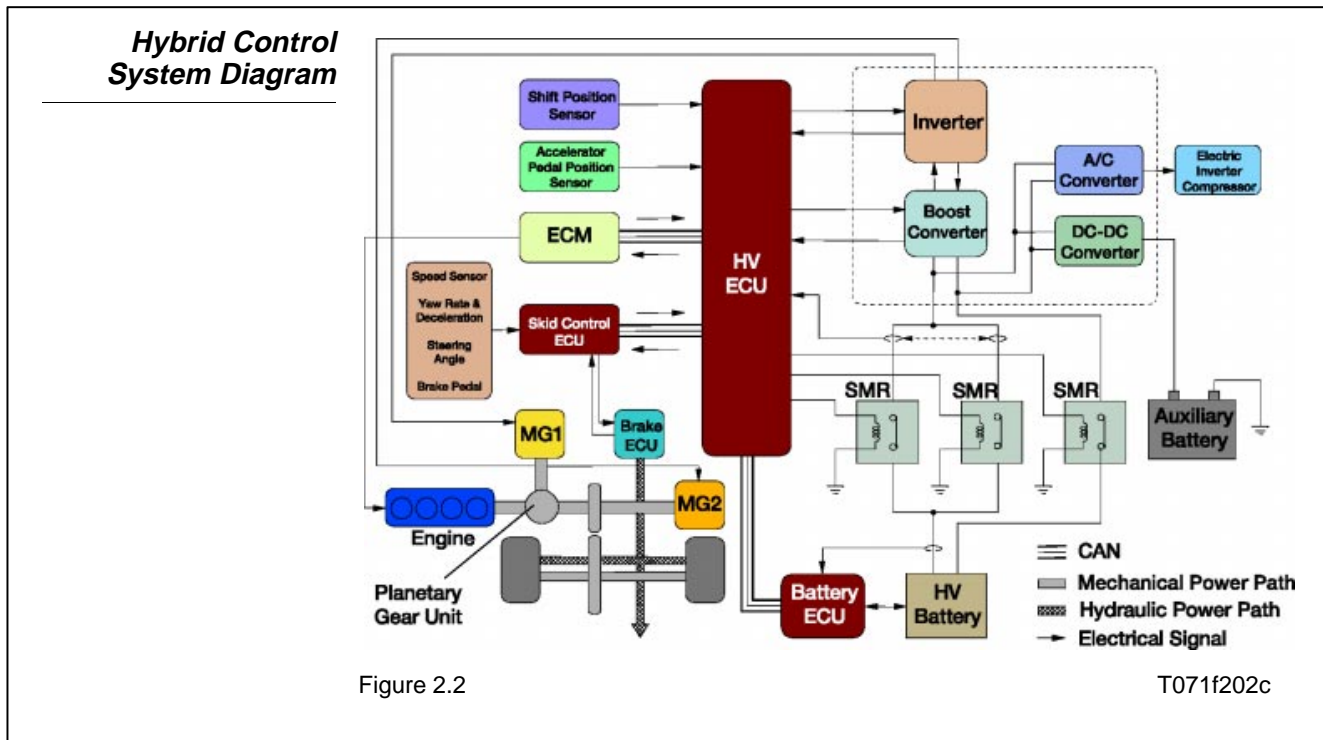 Hybrid Control
System Diagram
Shift Position
Sensor
Accelerator
Pedal Position
Sensor
ECM
Speed Sensor
Yaw Rate &
Deceleration
Steering
Angle
Brake Pedal
Skid Control
ECU
HV
ECU
Inverter
Boost
Converter
A/C
Converter
DC-DC
Converter
Electric
Inverter
Compressor
SMR
SMR
SMR
Auxiliary
Battery
MG1
Brake
ECU
MG2
Engine
Planetary
Gear Unit
Battery
ECU
HV
Battery
CAN
Mechanical Power Path
Hydraulic Power Path
Electrical Signal
Figure 2.2
T071f202c